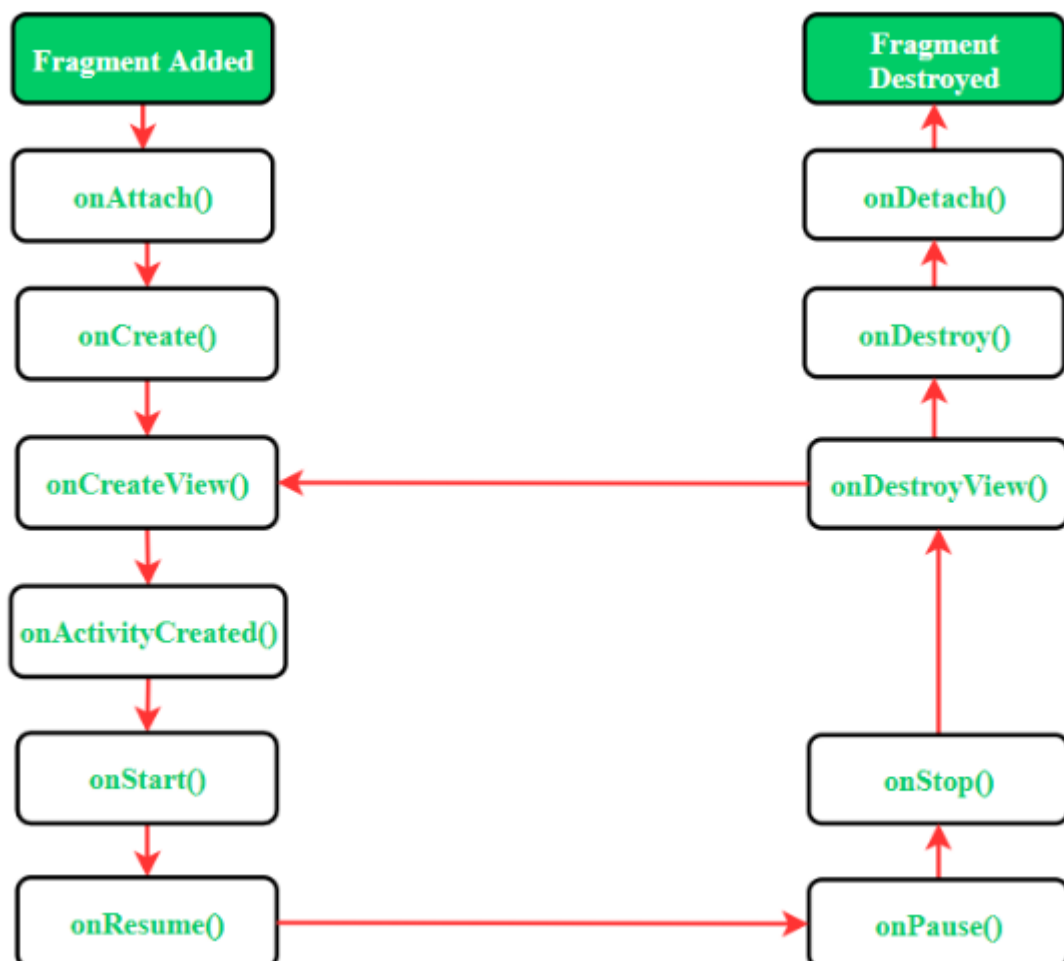 Fragment Added
onAttach()
onCreate()
onCreateView()
onActivityCreated()
onStart()
onResume()
Fragment
Destroyed
onDetach()
onDestroy()
onDestroyView()
onStop()
onPause()